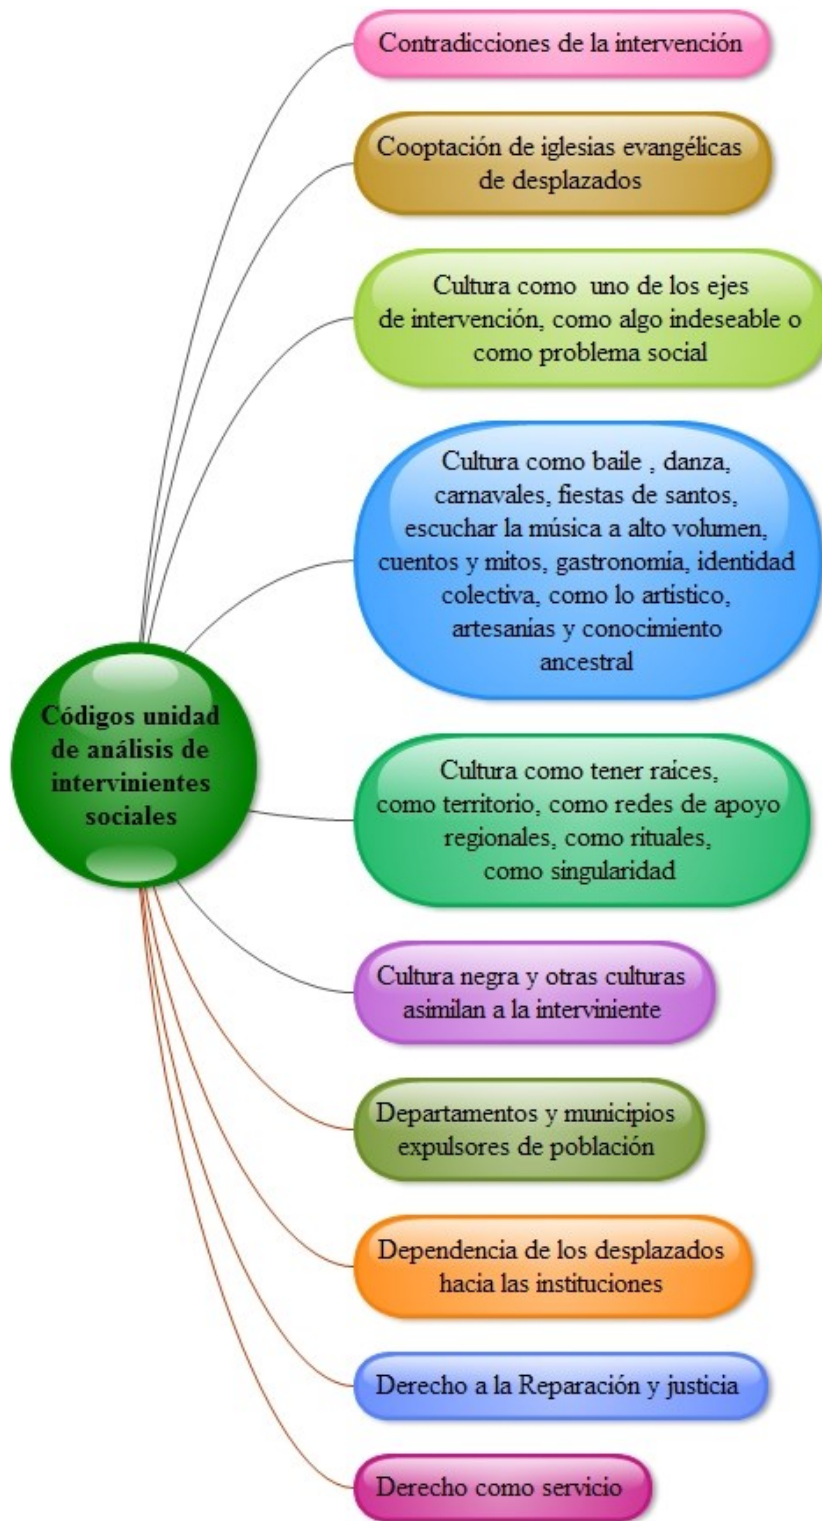 Contradicciones de la intervención
Cooptación de iglesias evangélicas
de desplazados
Cultura como uno de los ejes
de intervención, como algo indeseable o
como problema social
Cultura como baile , danza,
carnavales, fiestas de santos,
escuchar la música a alto volumen,
cuentos y mitos, gastronomía, identidad
colectiva, como lo artístico,
artesanías y conocimiento
ancestral
Códigos unidad
de análisis de
intervinientes
sociales
Cultura como tener raíces,
como territorio, como redes de apoyo
regionales, como rituales,
como singularidad
Cultura negra y otras culturas
asimilan a la interviniente
Departamentos y municipios
expulsores de población
Dependencia de los desplazados
hacia las instituciones
Derecho a la Reparación y justicia
Derecho como servicio